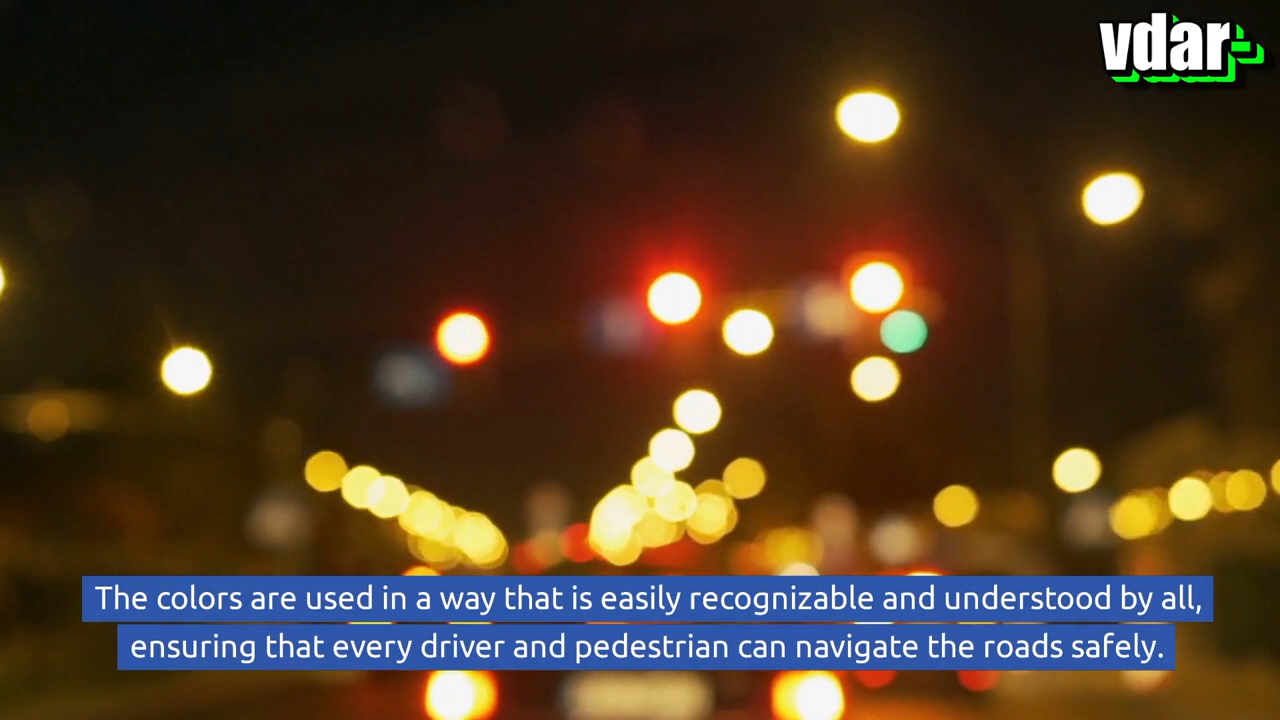 vdar
The colors are used in a way that is easily recognizable and understood by all,
ensuring that every driver and pedestrian can navigate the roads safely.